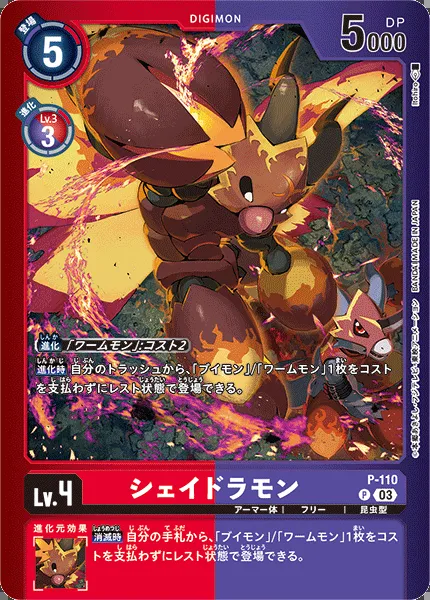 DIGIMON
登場
5
DP
5000
進化
Lv.3
3
BANDAI MADE IN JAPAN
進化 「ワームモン」:コスト2
進化時 自分のトラッシュから、「ブイモン」/「ワームモン」1枚をコスト
を支払わずにレスト状態で登場できる。
P-110
Lv.4
シェイドラモン
P 03
アーマー体 フリー 昆虫型
進化元効果
消滅時 自分の手札から、「ブイモン」/「ワームモン」1枚をコス
トを支払わずにレスト状態で登場できる。